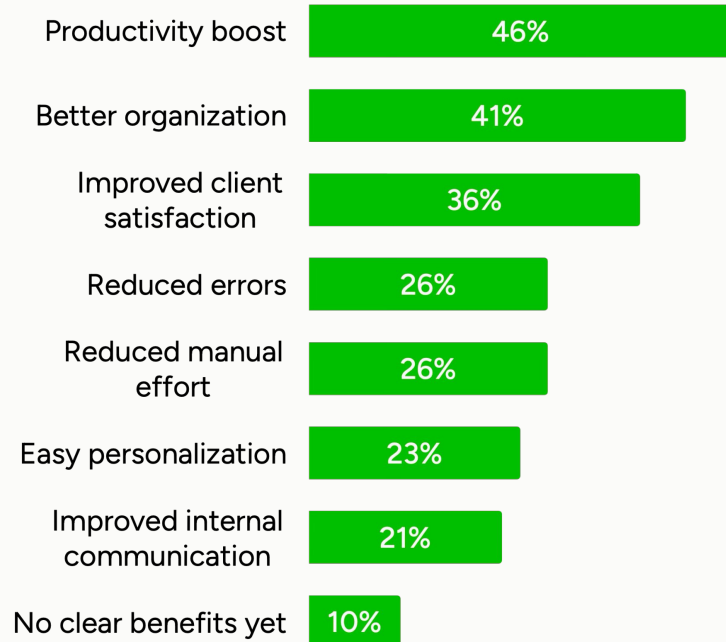 Productivity boost 46%
Better organization 41%
Improved client
satisfaction 36%
Reduced errors 26%
Reduced manual
effort 26%
Easy personalization 23%
Improved internal
communication 21%
No clear benefits yet 10%